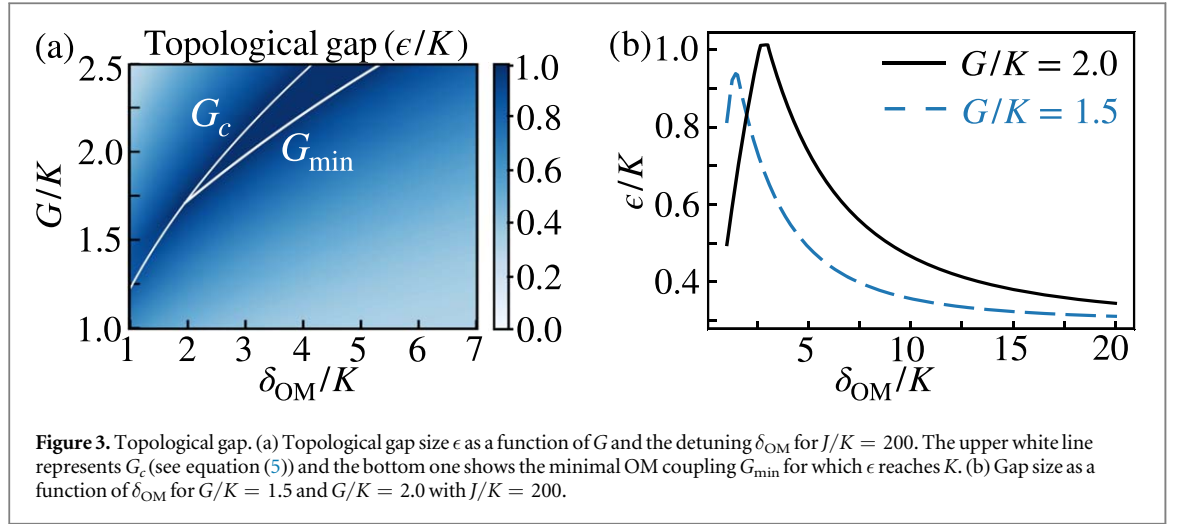 (a) Topological gap (ϵ/K)
2.5
2.0
1.5
1.0
G/K
G_c
G_min
1 2 3 4 5 6 7
δ_OM/K
1.0
0.8
0.6
0.4
0.2
0.0
(b)
1.0
0.8
0.6
0.4
ϵ/K
G/K = 2.0
G/K = 1.5
5 10 15 20
δ_OM/K
Figure 3. Topological gap. (a) Topological gap size ϵ as a function of G and the detuning δ_OM for J/K = 200. The upper white line
represents G_c (see equation (5)) and the bottom one shows the minimal OM coupling G_min for which ϵ reaches K. (b) Gap size as a
function of δ_OM for G/K = 1.5 and G/K = 2.0 with J/K = 200.